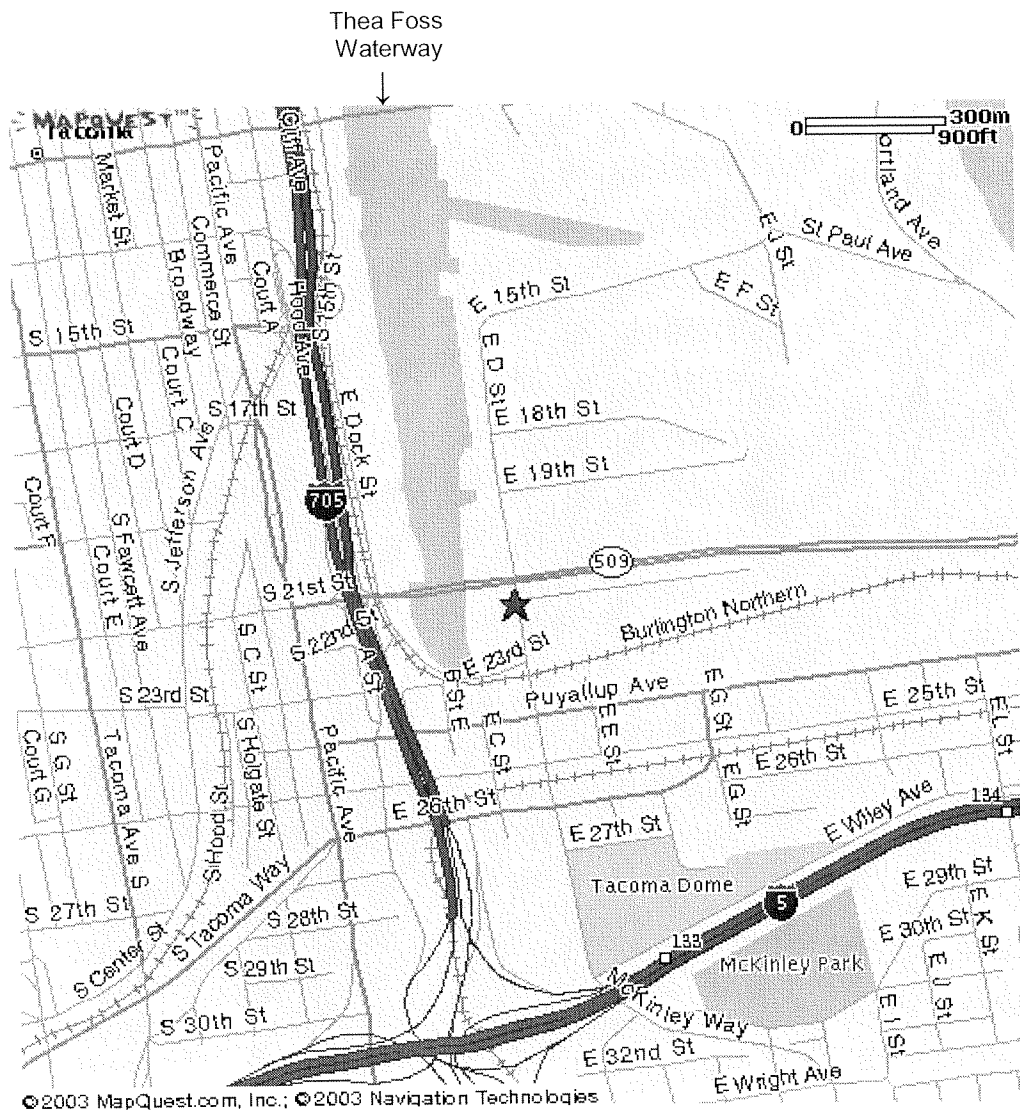 Thea Foss
Waterway
MAPQUEST™
Tacoma
0
300m
900ft
Market St
Pacific Ave
Commerce St
Broadway
Court A
Cliff Ave
Hood Ave
S 15th St
S 15th St
Court C
Court D
S 17th St
S Jefferson Ave
E Dock St
705
Court F
S Fawcett Ave
Court E
S 21st St
S 22nd
S C St
S A St
S 23rd St
S G St
Court G
Tacoma Ave S
S Hood St
S Holgate St
Pacific Ave
S 27th St
S Center St
S Tacoma Way
S 28th St
S 29th St
S 30th St
ortland Ave
St Paul Ave
E J St
E F St
E 15th St
E D St
E 18th St
E 19th St
509
Burlington Northern
E 23rd St
B St E
Puyallup Ave
E C St
E E St
E G St
E 25th St
E L St
E 26th St
E 26th St
E G St
E Wiley Ave
134
E 27th St
Tacoma Dome
5
133
McKinley Park
McKinley Way
E 29th St
E 30th St
E K St
E J St
E I St
E 32nd St
E Wright Ave
©2003 MapQuest.com, Inc.; ©2003 Navigation Technologies